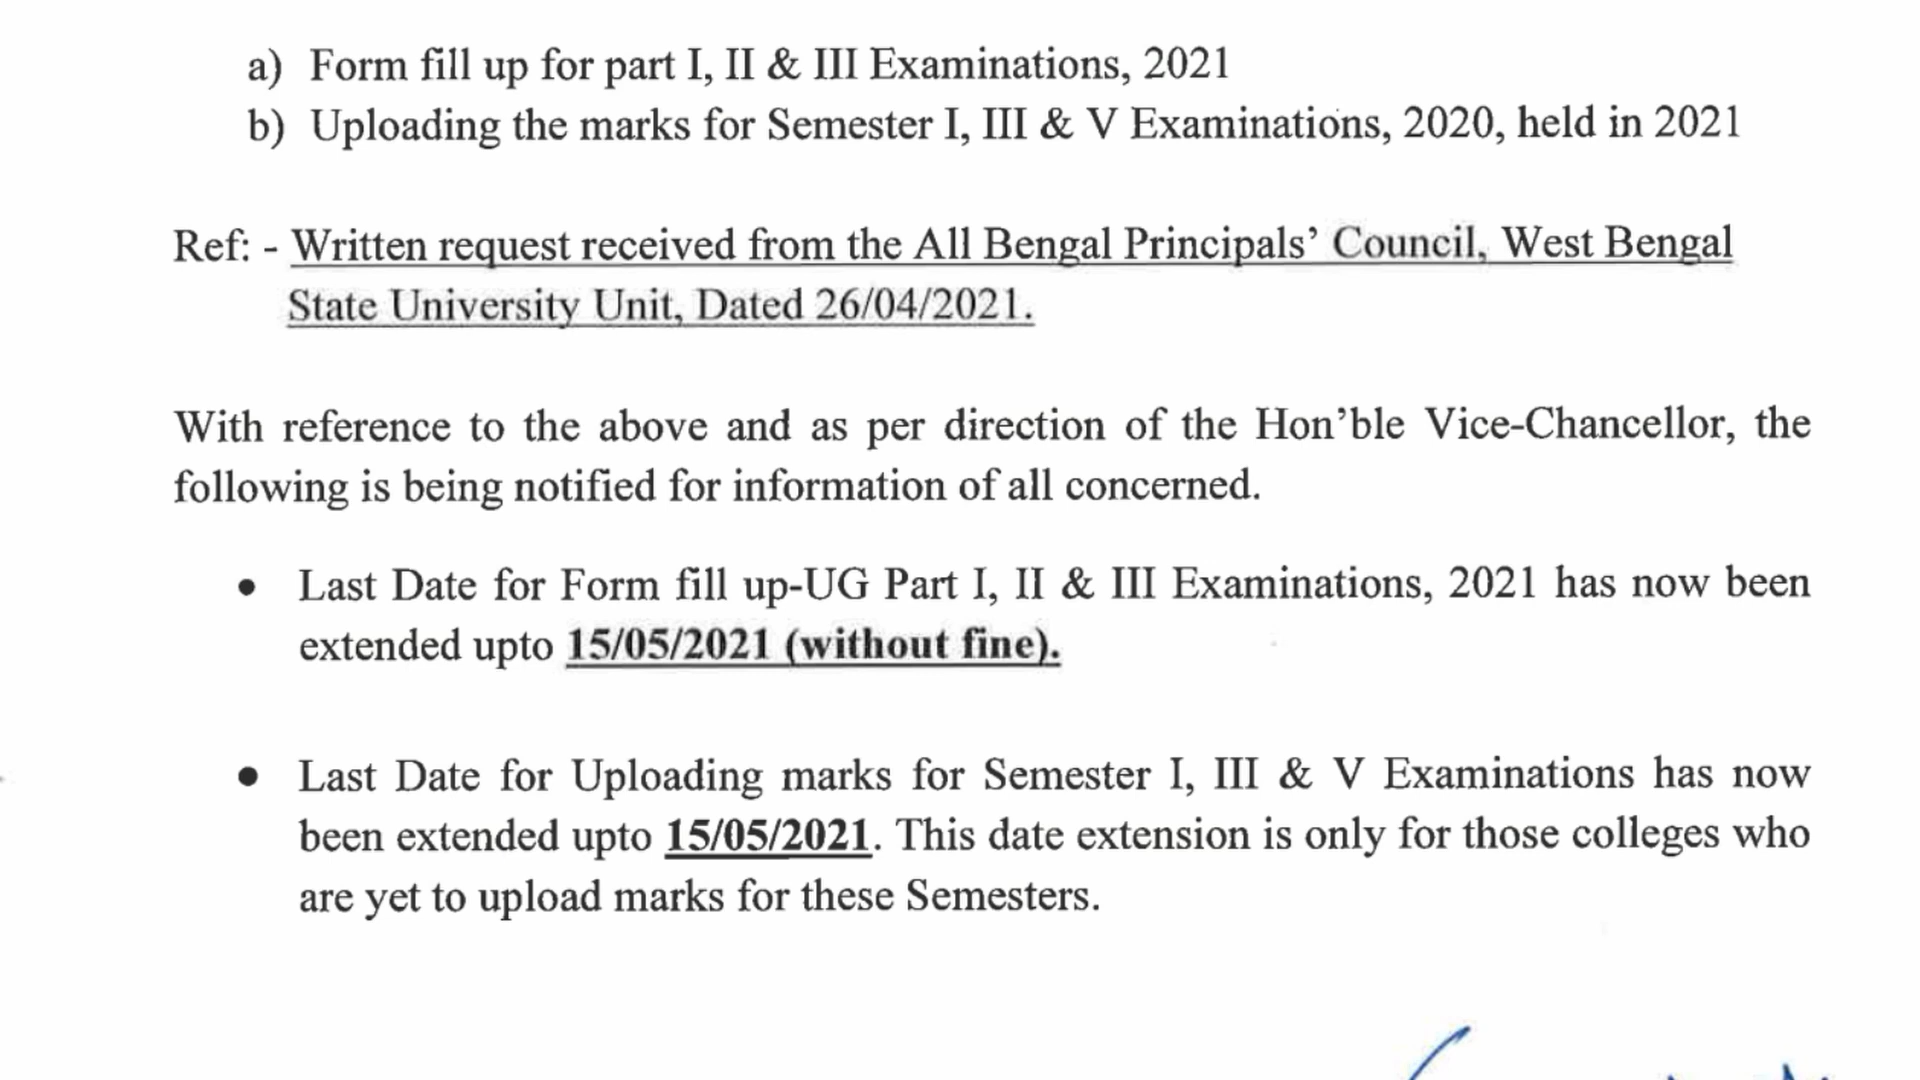 a) Form fill up for part I, II & III Examinations, 2021
b) Uploading the marks for Semester I, III & V Examinations, 2020, held in 2021
Ref: - Written request received from the All Bengal Principals’ Council, West Bengal
State University Unit, Dated 26/04/2021.
With reference to the above and as per direction of the Hon’ble Vice-Chancellor, the
following is being notified for information of all concerned.
• Last Date for Form fill up-UG Part I, II & III Examinations, 2021 has now been
extended upto 15/05/2021 (without fine).
• Last Date for Uploading marks for Semester I, III & V Examinations has now
been extended upto 15/05/2021. This date extension is only for those colleges who
are yet to upload marks for these Semesters.